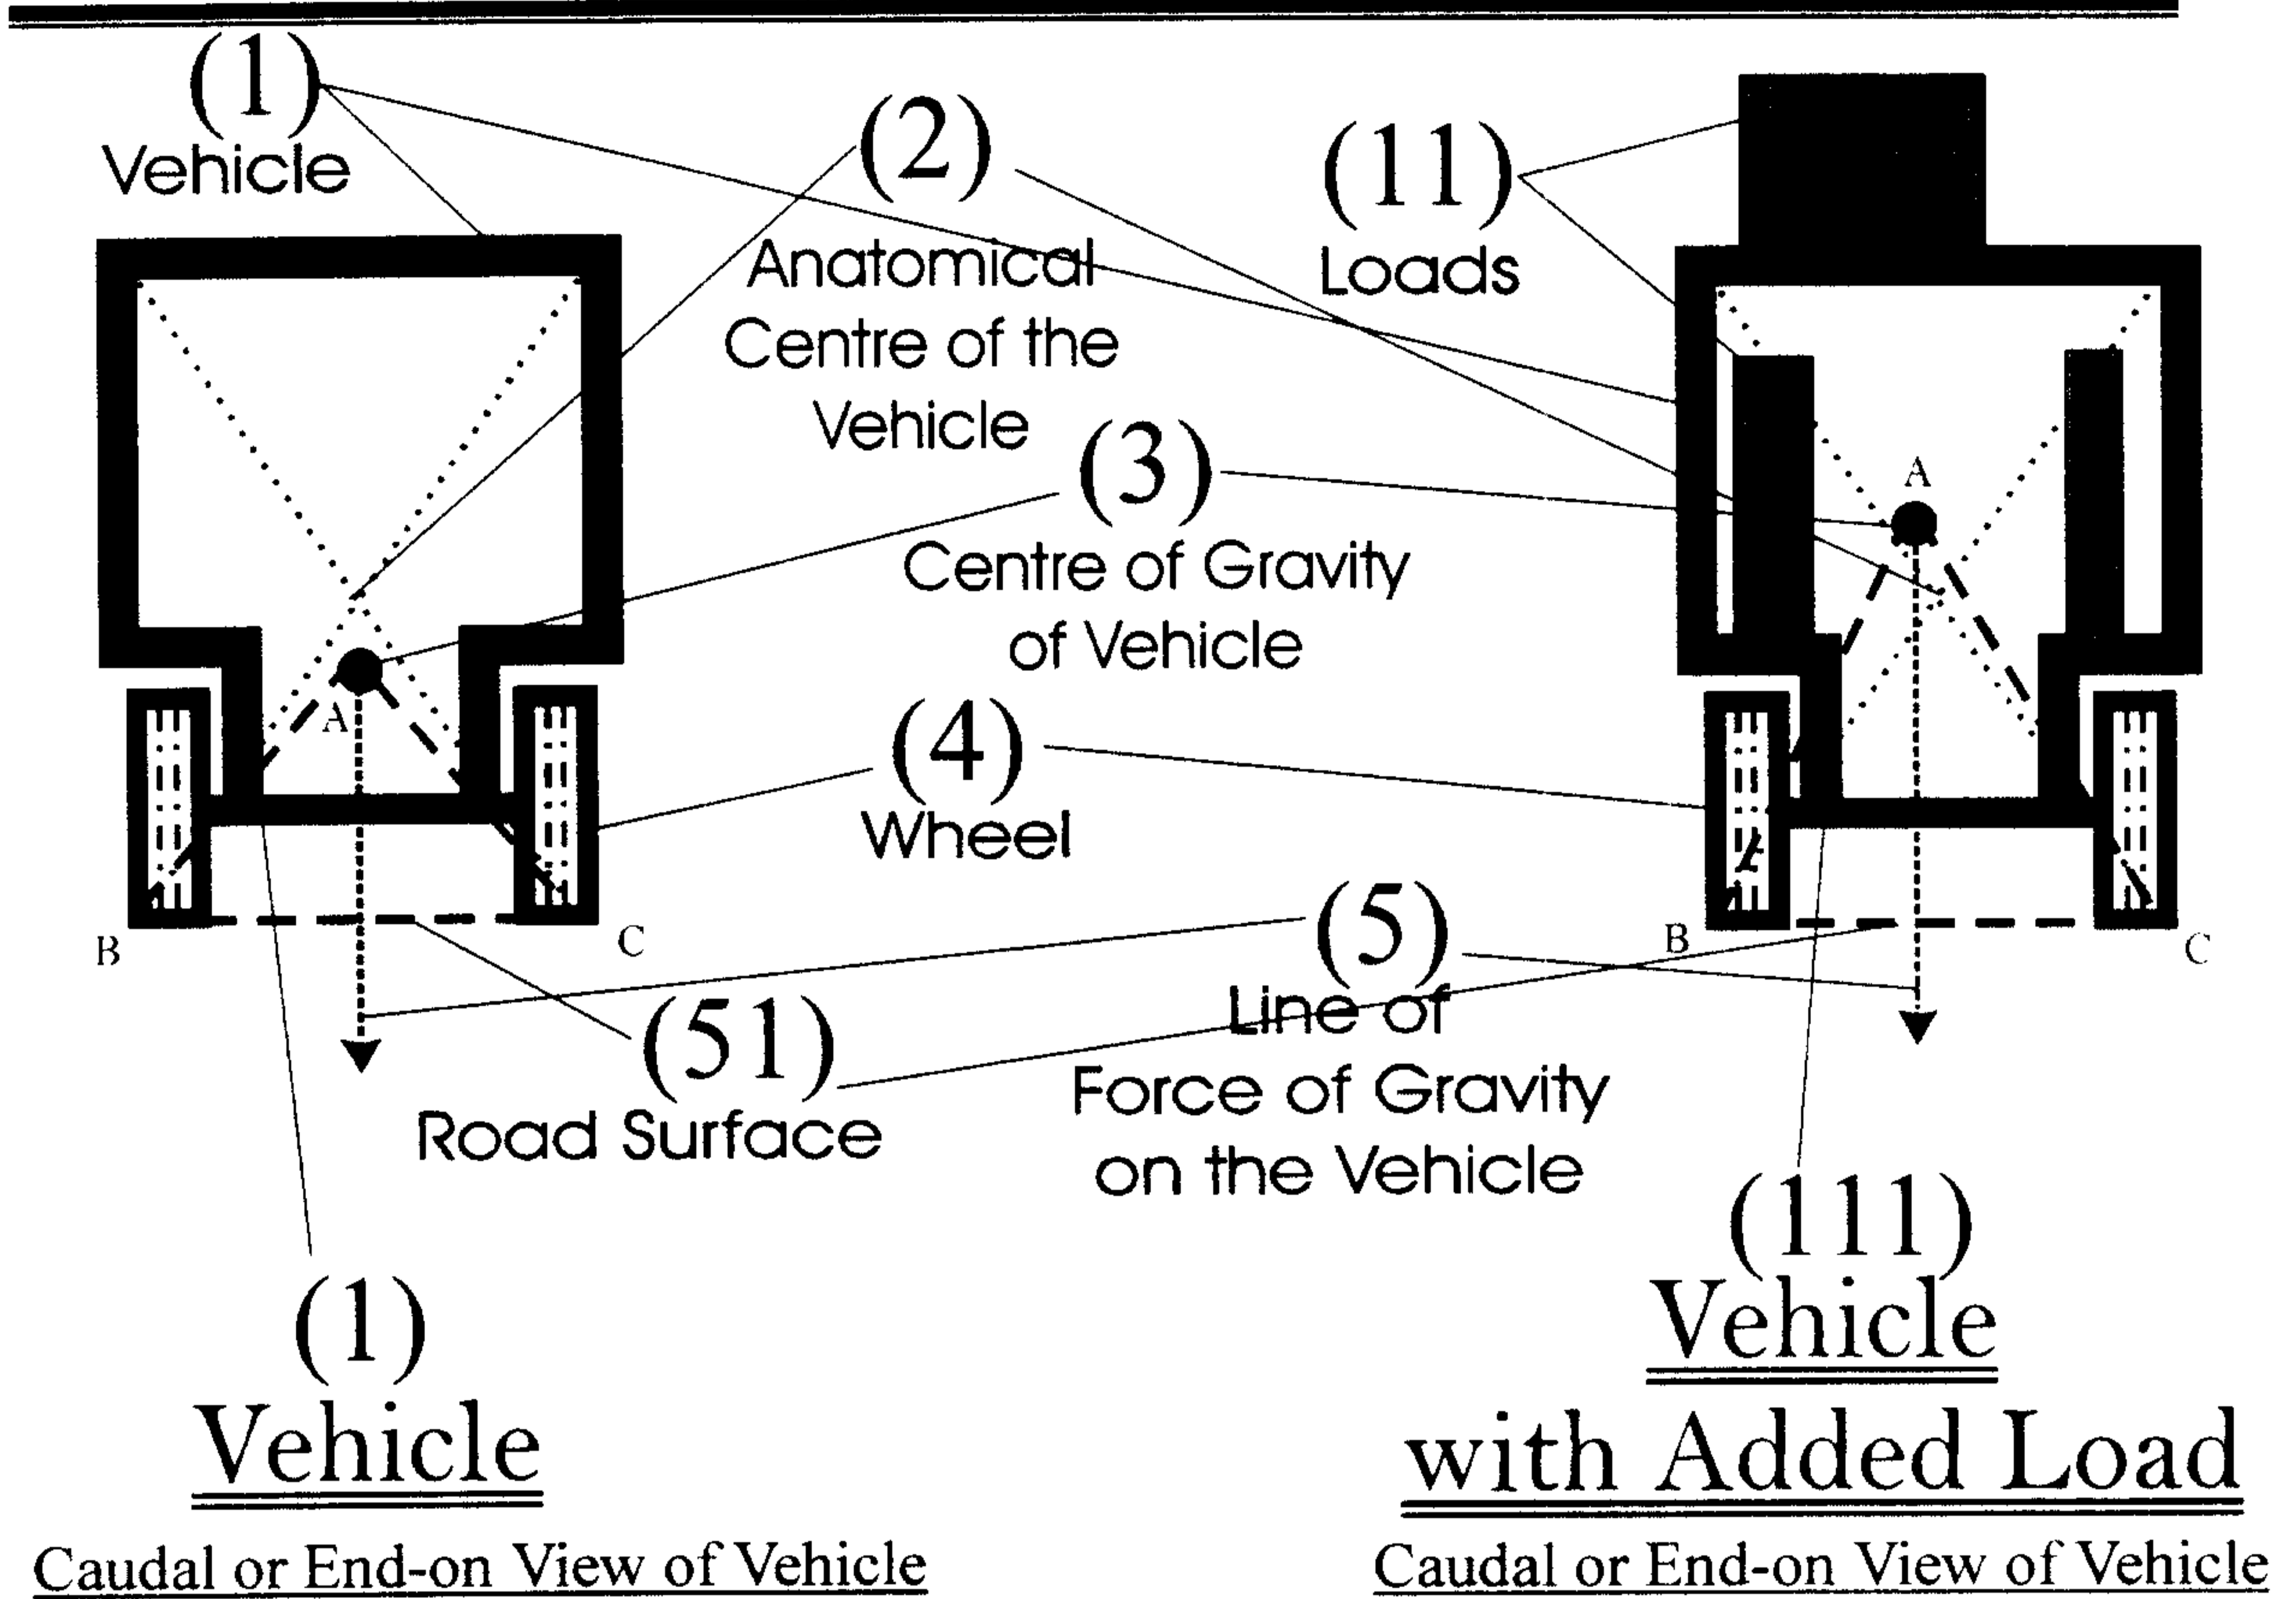 (1)
Vehicle
(2)
Anatomical
Centre of the
Vehicle
(11)
Loads
(3)
Centre of Gravity
of Vehicle
A
A
(4)
Wheel
B
C
B
C
(5)
Line of
Force of Gravity
on the Vehicle
(51)
Road Surface
(1)
Vehicle
Caudal or End-on View of Vehicle
(111)
Vehicle
with Added Load
Caudal or End-on View of Vehicle